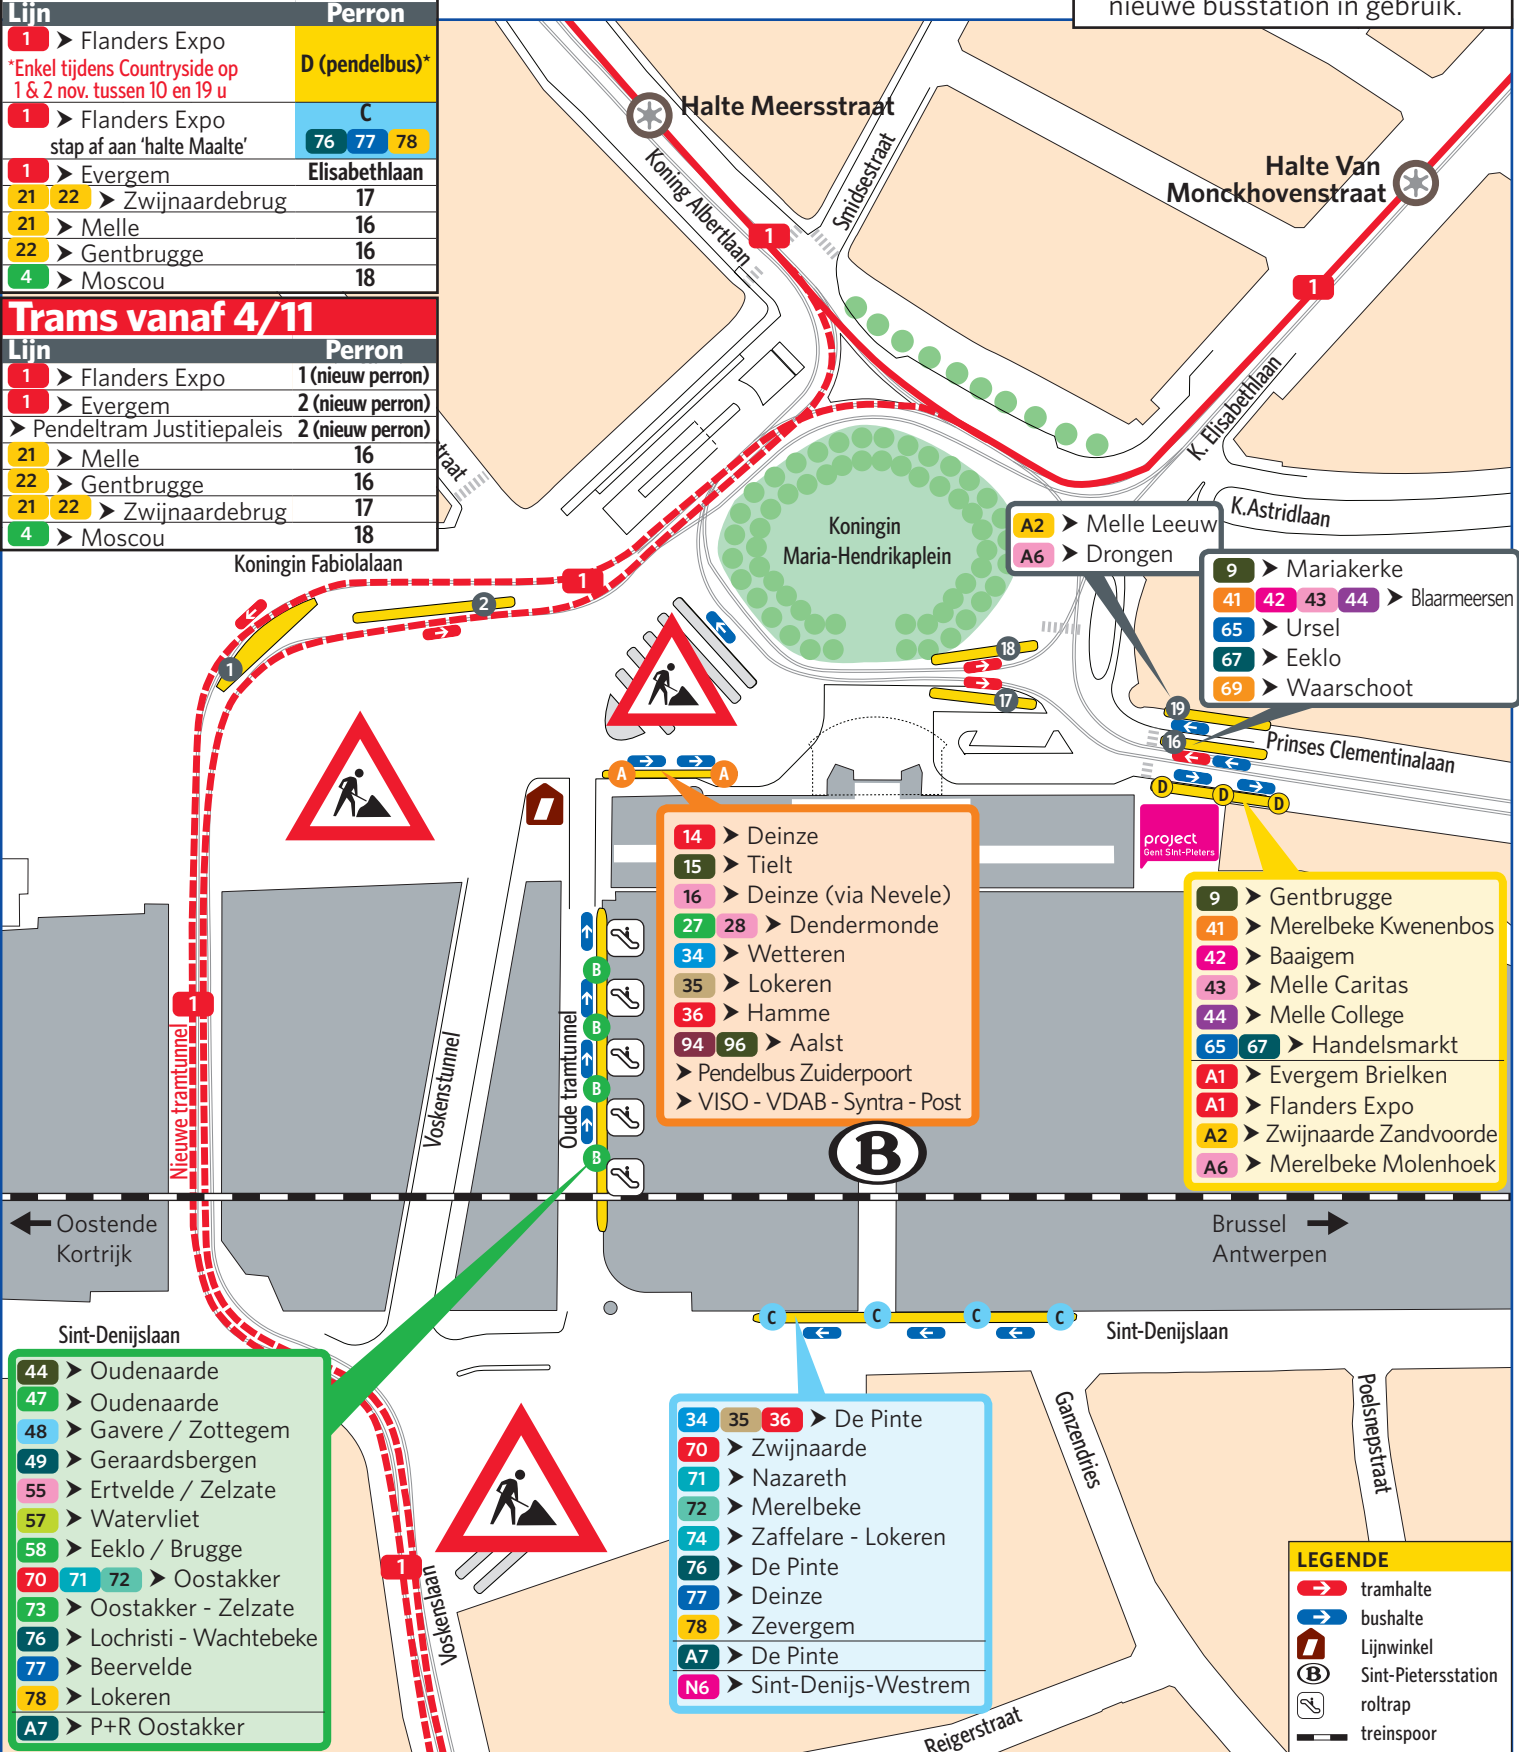 nieuwe busstation in gebruik.
Lijn Perron
1 Flanders Expo D (pendelbus)*
*Enkel tijdens Countryside op
1 & 2 nov. tussen 10 en 19 u
1 Flanders Expo C
stap af aan 'halte Maalte' 76 77 78
1 Evergem Elisabethlaan
21 22 Zwijnaardebrug 17
21 Melle 16
22 Gentbrugge 16
4 Moscou 18
Trams vanaf 4/11
Lijn Perron
1 Flanders Expo 1 (nieuw perron)
1 Evergem 2 (nieuw perron)
Pendeltram Justitiepaleis 2 (nieuw perron)
21 Melle 16
22 Gentbrugge 16
21 22 Zwijnaardebrug 17
4 Moscou 18
Halte Meersstraat
Halte Van
Monckhovenstraat
Koning Albertlaan
Smidsestraat
1
1
K. Elisabethlaan
K.Astridlaan
traat
Koningin Fabiolalaan
Koningin
Maria-Hendrikaplein
1
2
1
18
17
19
16
A2 Melle Leeuw
A6 Drongen
9 Mariakerke
41 42 43 44 Blaarmeersen
65 Ursel
67 Eeklo
69 Waarschoot
Prinses Clementinalaan
A A
D D D
project
Gent Sint-Pieters
14 Deinze
15 Tielt
16 Deinze (via Nevele)
27 28 Dendermonde
34 Wetteren
35 Lokeren
36 Hamme
94 96 Aalst
Pendelbus Zuiderpoort
VISO - VDAB - Syntra - Post
9 Gentbrugge
41 Merelbeke Kwenenbos
42 Baaigem
43 Melle Caritas
44 Melle College
65 67 Handelsmarkt
A1 Evergem Brielken
A1 Flanders Expo
A2 Zwijnaarde Zandvoorde
A6 Merelbeke Molenhoek
1
Nieuwe tramtunnel
Voskenstunnel
Oude tramtunnel
B
B
B
B
B
Oostende
Kortrijk
Brussel
Antwerpen
C C C C
Sint-Denijslaan
Sint-Denijslaan
44 Oudenaarde
47 Oudenaarde
48 Gavere / Zottegem
49 Geraardsbergen
55 Ertvelde / Zelzate
57 Watervliet
58 Eeklo / Brugge
70 71 72 Oostakker
73 Oostakker - Zelzate
76 Lochristi - Wachtebeke
77 Beervelde
78 Lokeren
A7 P+R Oostakker
34 35 36 De Pinte
70 Zwijnaarde
71 Nazareth
72 Merelbeke
74 Zaffelare - Lokeren
76 De Pinte
77 Deinze
78 Zevergem
A7 De Pinte
N6 Sint-Denijs-Westrem
1
Voskenslaan
Ganzendries
Poelsnepstraat
Reigerstraat
LEGENDE
tramhalte
bushalte
Lijnwinkel
B Sint-Pietersstation
roltrap
treinspoor